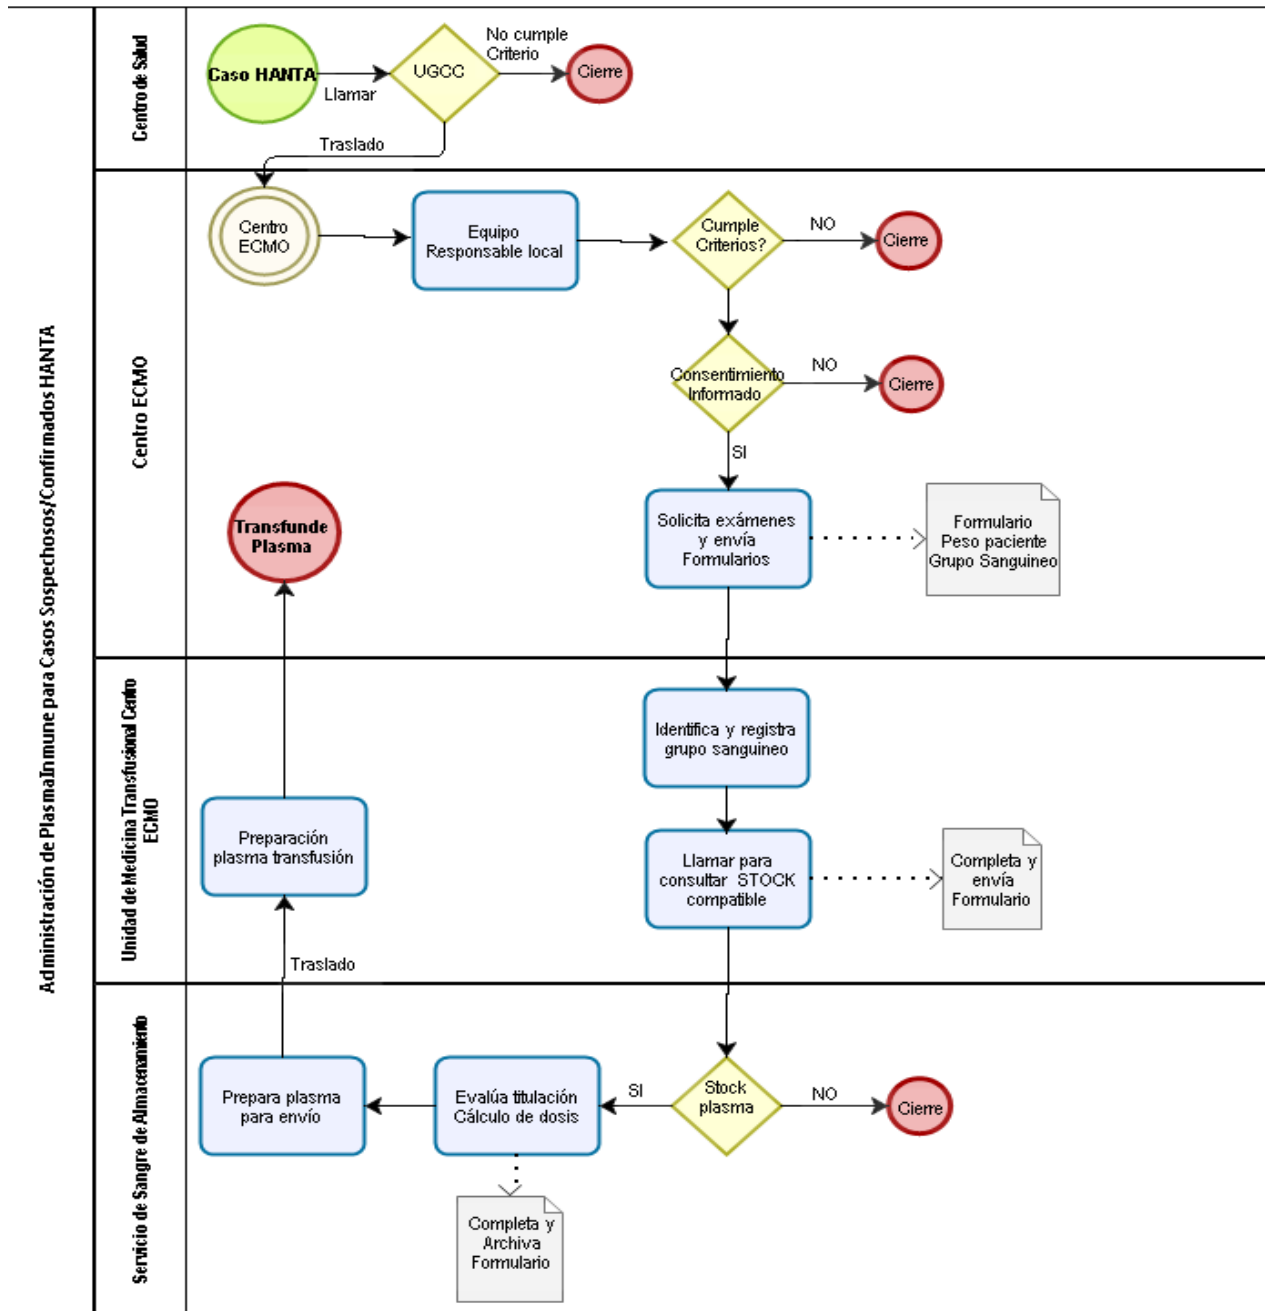 Administración de Plasma Inmune para Casos Sospechosos/Confirmados HANTA
Centro de Salud
Caso HANTA
Llamar
UGCC
No cumple
Criterio
Cierre
Traslado
Centro ECMO
Centro
ECMO
Equipo
Responsable local
Cumple
Criterios?
NO
Cierre
Consentimiento
Informado
NO
Cierre
SI
Solicita exámenes
y envía
Formularios
Formulario
Peso paciente
Grupo Sanguineo
Transfunde
Plasma
Unidad de Medicina Transfusional Centro
ECMO
Identifica y registra
grupo sanguineo
Preparación
plasma transfusión
Llamar para
consultar STOCK
compatible
Completa y
envía
Formulario
Traslado
Servicio de Sangre de Almacenamiento
Prepara plasma
para envío
Evalúa titulación
Cálculo de dosis
SI
Stock
plasma
NO
Cierre
Completa y
Archiva
Formulario